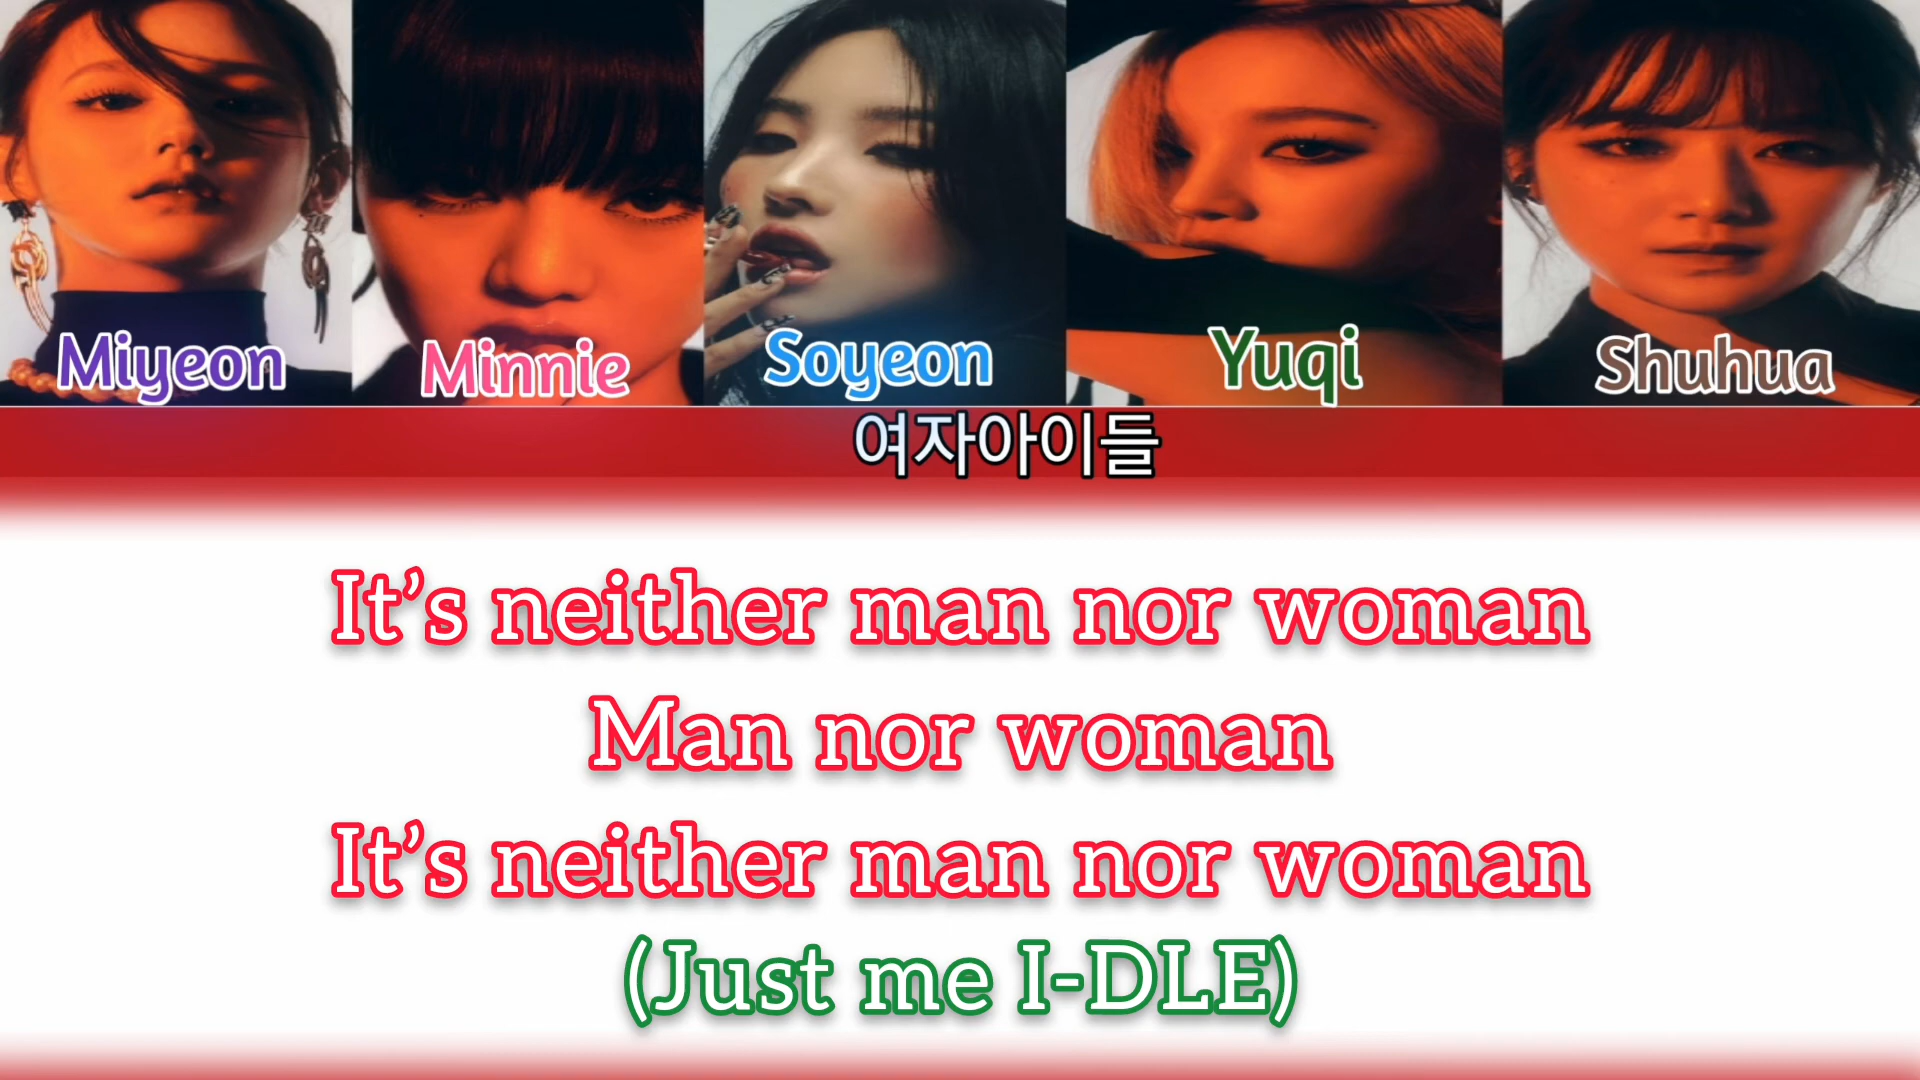 Miyeon
Minnie
Soyeon
Yuqi
Shuhua
여자아이들
It's neither man nor woman
Man nor woman
It's neither man nor woman
(Just me I-DLE)